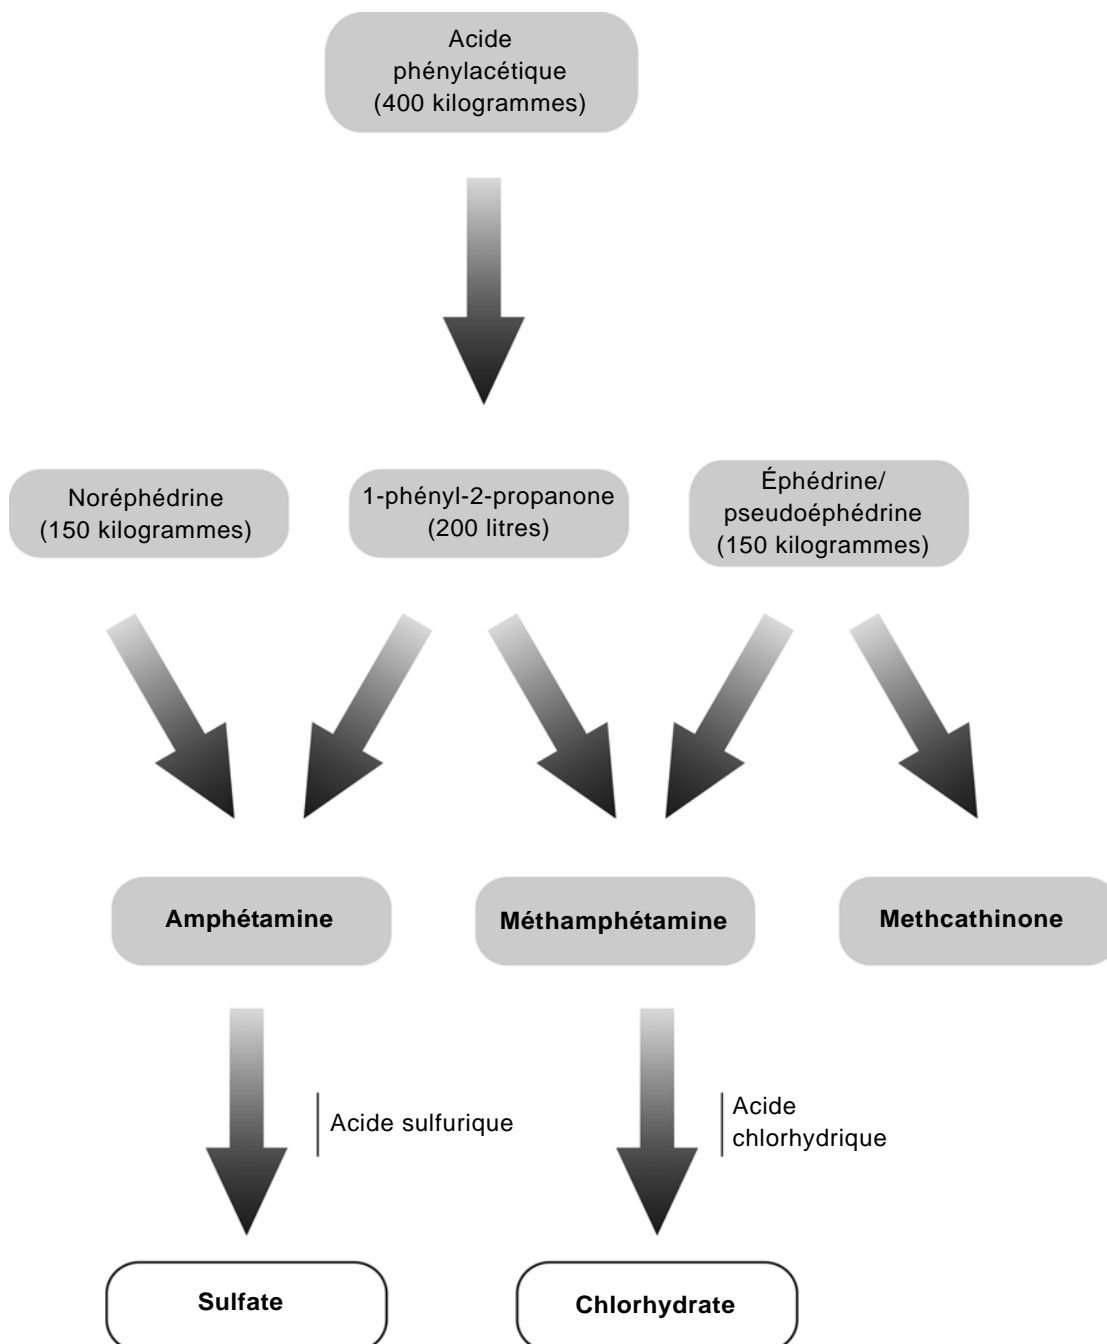 Acide
phénylacétique
(400 kilogrammes)
Noréphédrine
(150 kilogrammes)
1-phényl-2-propanone
(200 litres)
Éphédrine/
pseudoéphédrine
(150 kilogrammes)
Amphétamine
Méthamphétamine
Methcathinone
Acide sulfurique
Acide
chlorhydrique
Sulfate
Chlorhydrate